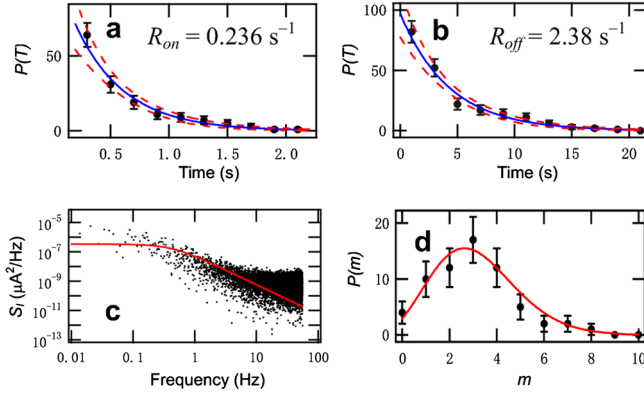 a
R_on = 0.236 s⁻¹
P(T)
50
0
0.5
1.0
1.5
2.0
Time (s)
b
R_off = 2.38 s⁻¹
P(T)
100
50
0
0
5
10
15
20
Time (s)
c
S_I (μA²/Hz)
10⁻⁵
10⁻⁷
10⁻⁹
10⁻¹¹
10⁻¹³
0.01
0.1
1
10
100
Frequency (Hz)
d
P(m)
20
10
0
0
2
4
6
8
10
m